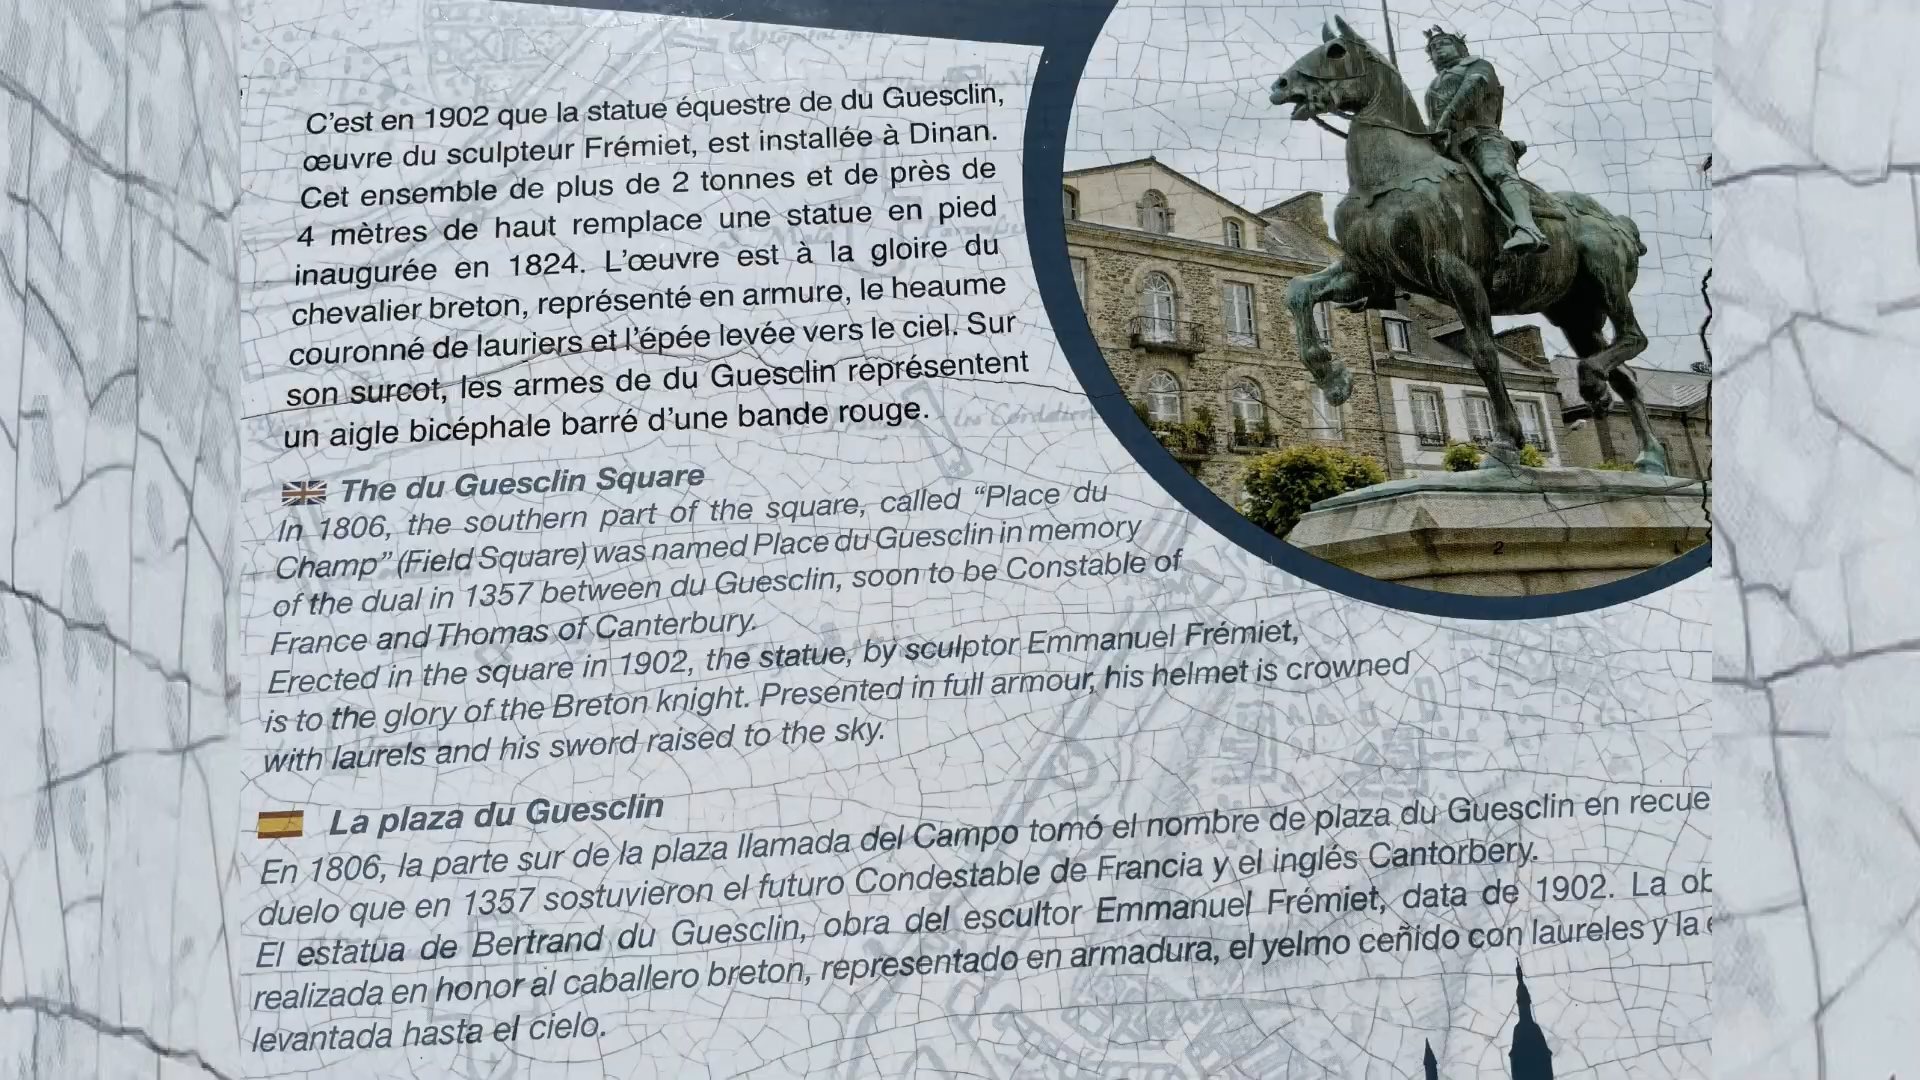 C'est en 1902 que la statue équestre de du Guesclin,
œuvre du sculpteur Frémiet, est installée à Dinan.
Cet ensemble de plus de 2 tonnes et de près de
4 mètres de haut remplace une statue en pied
inaugurée en 1824. L'œuvre est à la gloire du
chevalier breton, représenté en armure, le heaume
couronné de lauriers et l'épée levée vers le ciel. Sur
son surcot, les armes de du Guesclin représentent
un aigle bicéphale barré d'une bande rouge.
The du Guesclin Square
In 1806, the southern part of the square, called “Place du
Champ” (Field Square) was named Place du Guesclin in memory
of the dual in 1357 between du Guesclin, soon to be Constable of
France and Thomas of Canterbury.
Erected in the square in 1902, the statue, by sculptor Emmanuel Frémiet,
is to the glory of the Breton knight. Presented in full armour, his helmet is crowned
with laurels and his sword raised to the sky.
La plaza du Guesclin
En 1806, la parte sur de la plaza llamada del Campo tomó el nombre de plaza du Guesclin en recue
duelo que en 1357 sostuvieron el futuro Condestable de Francia y el inglés Cantorbery.
El estatua de Bertrand du Guesclin, obra del escultor Emmanuel Frémiet, data de 1902. La ob
realizada en honor al caballero breton, representado en armadura, el yelmo ceñido con laureles y la
levantada hasta el cielo.
2